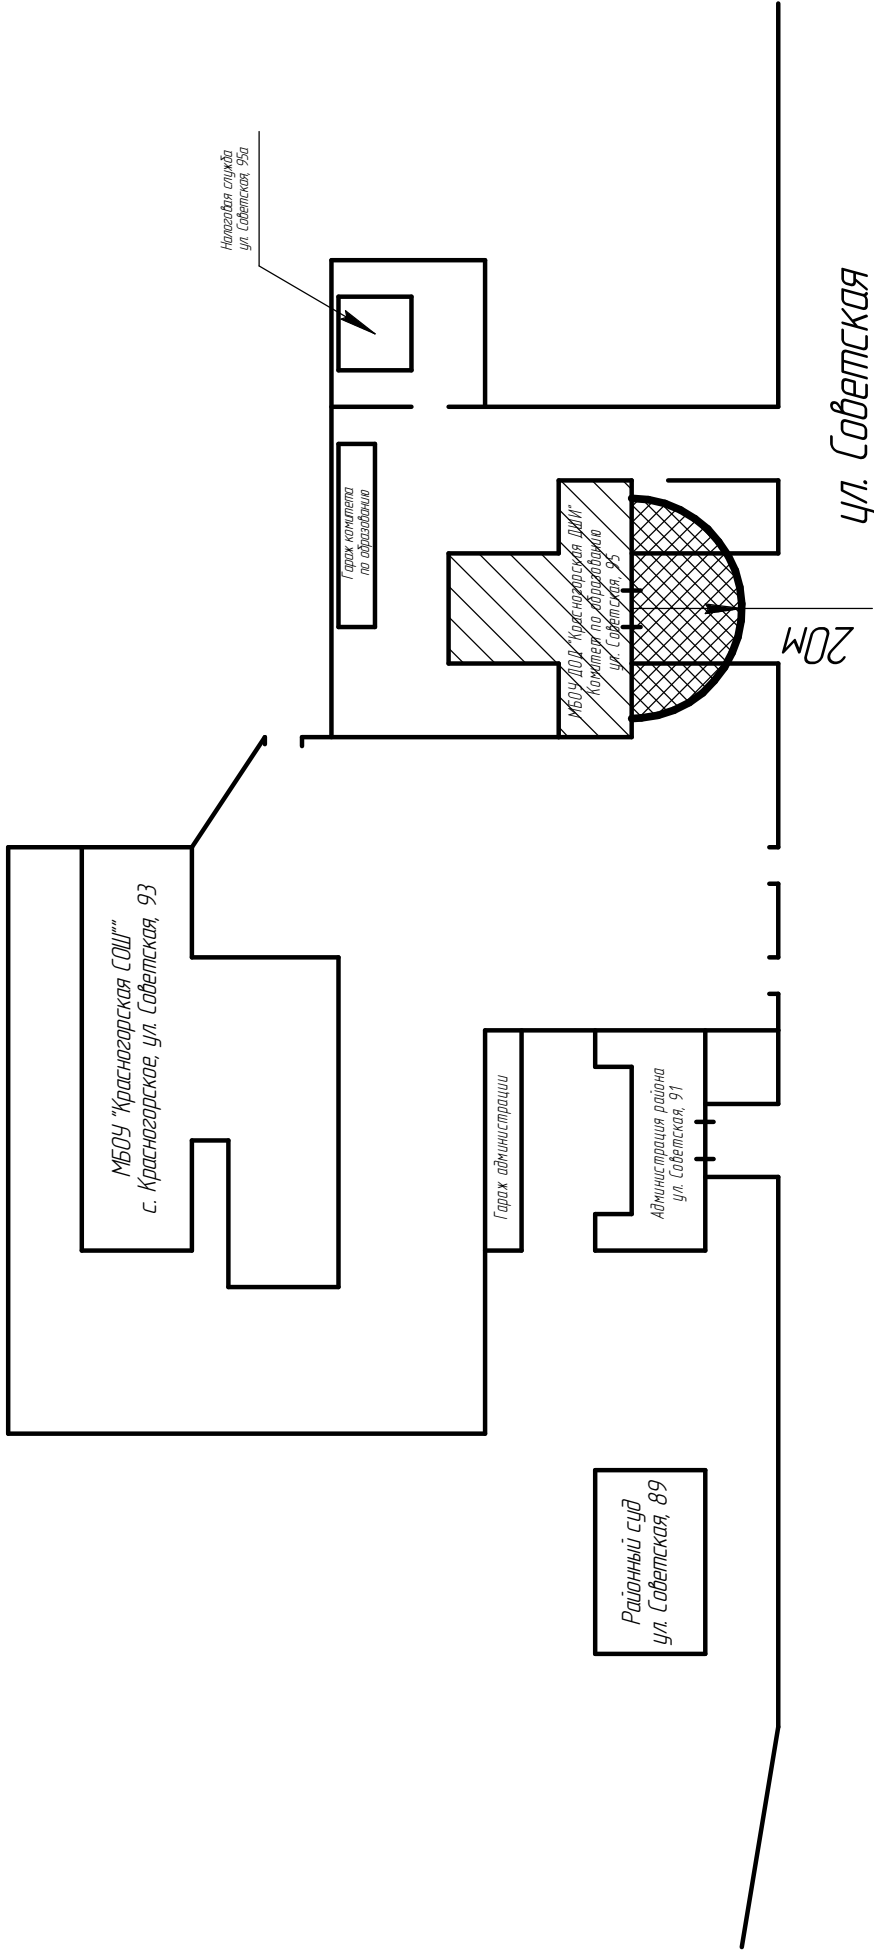 Налоговая служба
ул. Советская, 95а
Гараж комитета
по образованию
МБОУ ДОД "Красногорская ДШИ"
Комитет по образованию
ул. Советская, 95
20м
ул. Советская
МБОУ "Красногорская СОШ""
с. Красногорское, ул. Советская, 93
Гараж администрации
Администрация района
ул. Советская, 91
Районный суд
ул. Советская, 89